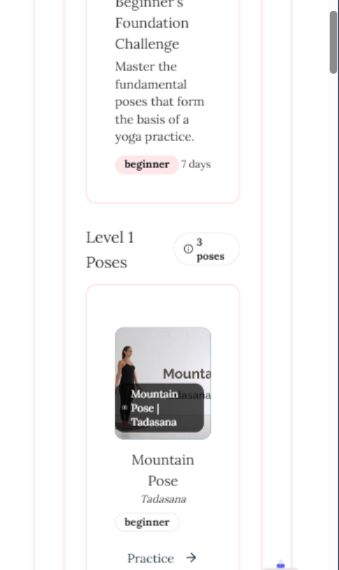 Beginner's
Foundation
Challenge
Master the
fundamental
poses that form
the basis of a
yoga practice.
beginner 7 days
Level 1
Poses
3
poses
Mounta
Mountain
Pose |
Tadasana
asana
Mountain
Pose
Tadasana
beginner
Practice →